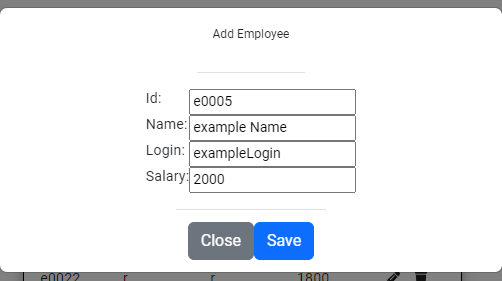 Add Employee
Id: e0005
Name: example Name
Login: exampleLogin
Salary: 2000
Close Save
e0022 r r 1800